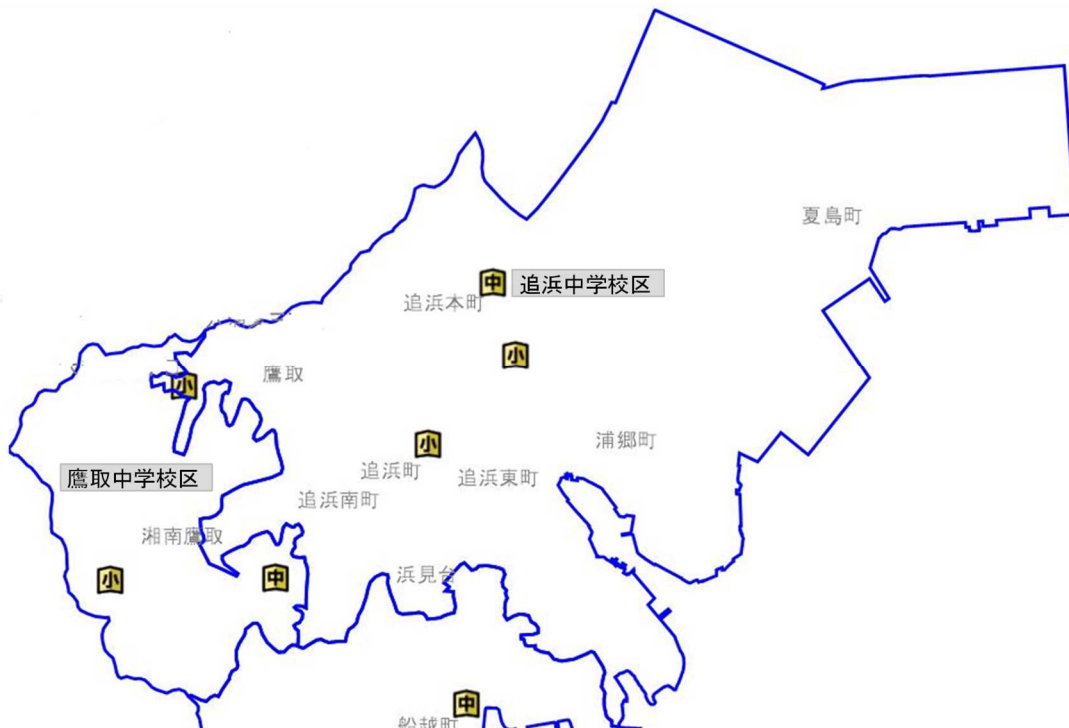 夏島町
中
追浜中学校区
追浜本町
小
鷹取
小
浦郷町
小
追浜町
追浜東町
鷹取中学校区
追浜南町
湘南鷹取
浜見台
小
中
中
船越町